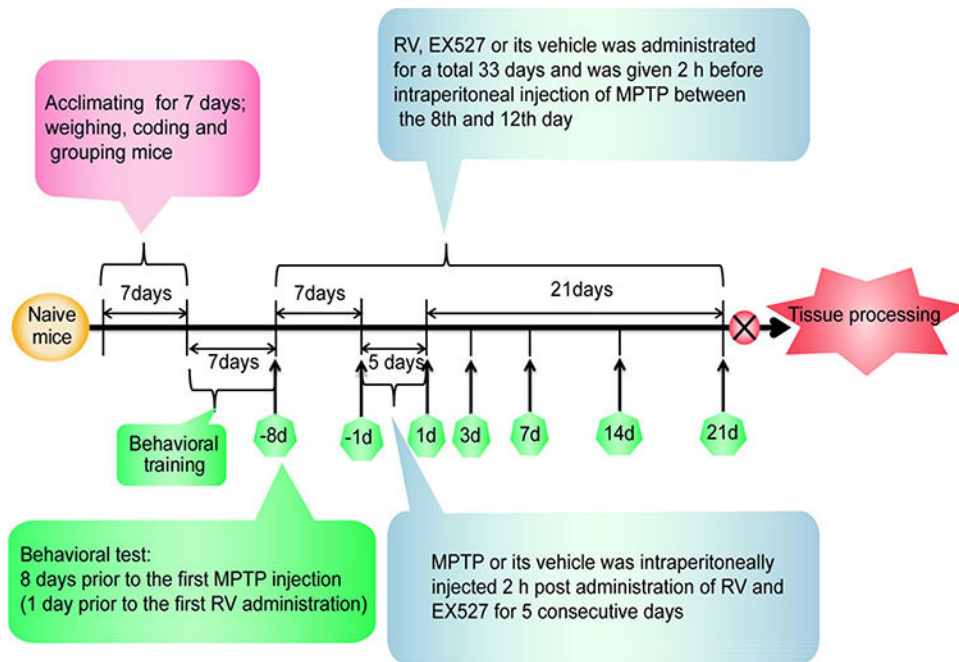 RV, EX527 or its vehicle was administrated
for a total 33 days and was given 2 h before
intraperitoneal injection of MPTP between
the 8th and 12th day
Acclimating for 7 days;
weighing, coding and
grouping mice
7days
7days
21days
Naive
mice
Tissue processing
7days
5 days
Behavioral
training
-8d
-1d
1d
3d
7d
14d
21d
Behavioral test:
8 days prior to the first MPTP injection
(1 day prior to the first RV administration)
MPTP or its vehicle was intraperitoneally
injected 2 h post administration of RV and
EX527 for 5 consecutive days